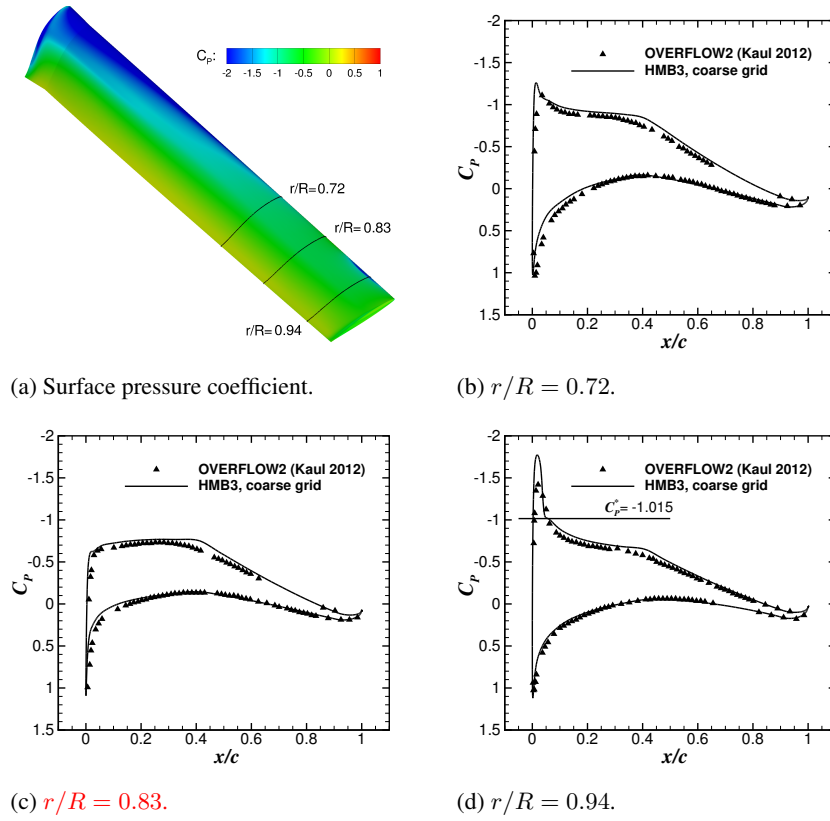 C_P:
-2 -1.5 -1 -0.5 0 0.5 1
r/R=0.72
r/R=0.83
r/R=0.94
(a) Surface pressure coefficient.
-2
-1.5
-1
-0.5
0
0.5
1
1.5
C_P
OVERFLOW2 (Kaul 2012)
HMB3, coarse grid
0 0.2 0.4 0.6 0.8 1
x/c
(b) r/R = 0.72.
-2
-1.5
-1
-0.5
0
0.5
1
1.5
C_P
OVERFLOW2 (Kaul 2012)
HMB3, coarse grid
0 0.2 0.4 0.6 0.8 1
x/c
(c) r/R = 0.83.
-2
-1.5
-1
-0.5
0
0.5
1
1.5
C_P
OVERFLOW2 (Kaul 2012)
HMB3, coarse grid
C_P^*= -1.015
0 0.2 0.4 0.6 0.8 1
x/c
(d) r/R = 0.94.